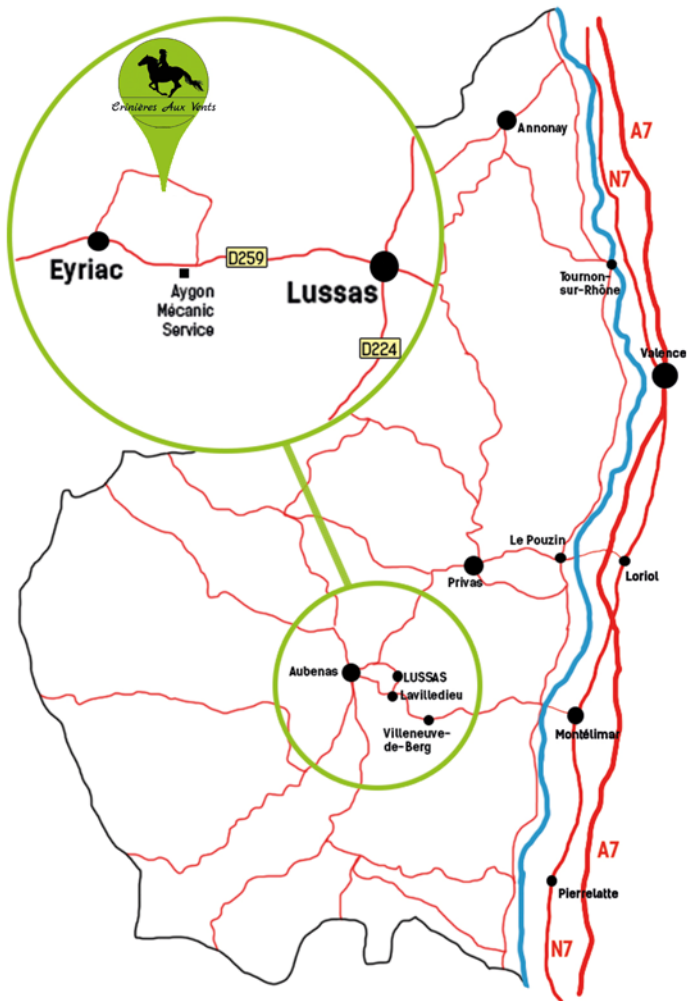 Crinières Aux Vents
Annonay
A7
N7
Eyriac
D259
Aygon
Mécanic
Service
Lussas
D224
Tournon-
sur-Rhône
Valence
Le Pouzin
Privas
Loriol
Aubenas
LUSSAS
Lavilledieu
Villeneuve-
de-Berg
Montélimar
A7
Pierrelatte
N7